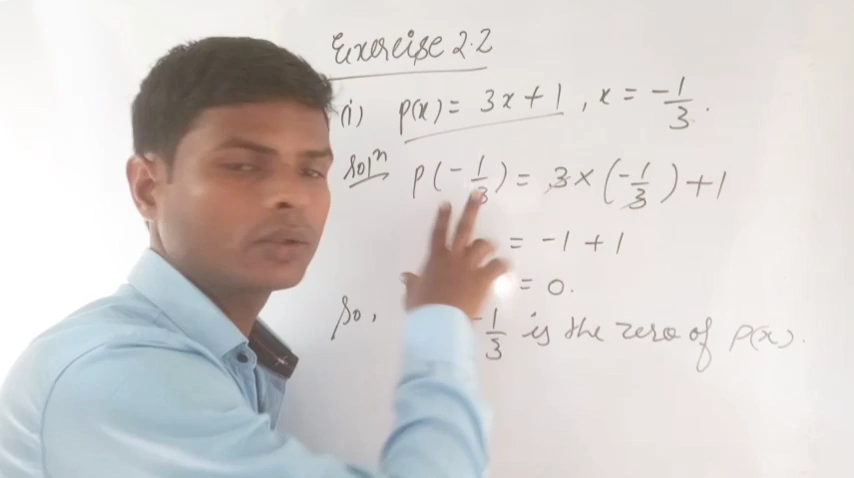 Exercise 2.2
(i) p(x) = 3x + 1 , x = -1/3 .
Solⁿ p(-1/3) = 3 × (-1/3) + 1
= -1 + 1
= 0.
So, -1/3 is the zero of p(x).